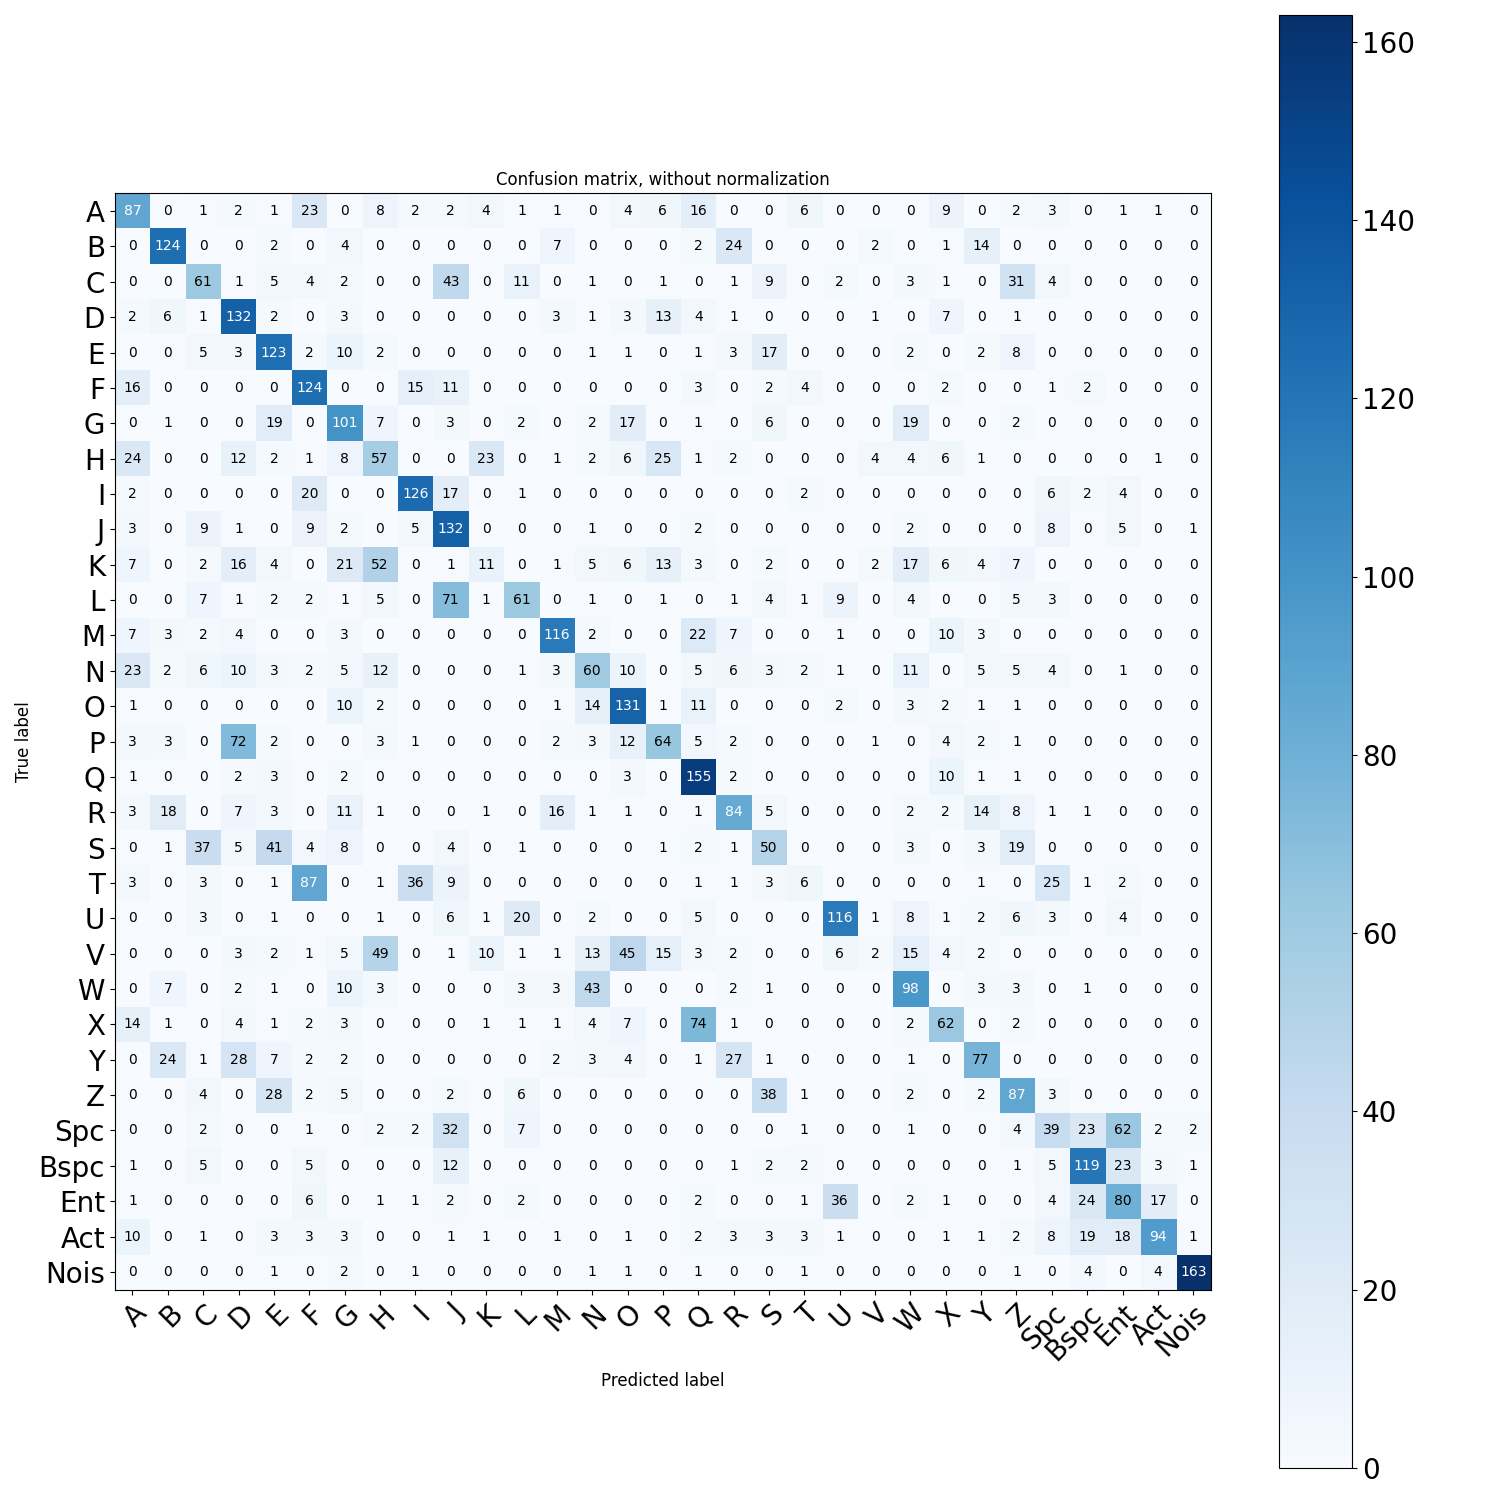 Confusion matrix, without normalization
A 87 0 1 2 1 23 0 8 2 2 4 1 1 0 4 6 16 0 0 6 0 0 0 9 0 2 3 0 1 1 0
B 0 124 0 0 2 0 4 0 0 0 0 0 7 0 0 0 2 24 0 0 0 2 0 1 14 0 0 0 0 0 0
C 0 0 61 1 5 4 2 0 0 43 0 11 0 1 0 1 0 1 9 0 2 0 3 1 0 31 4 0 0 0 0
D 2 6 1 132 2 0 3 0 0 0 0 0 3 1 3 13 4 1 0 0 0 1 0 7 0 1 0 0 0 0 0
E 0 0 5 3 123 2 10 2 0 0 0 0 0 1 1 0 1 3 17 0 0 0 2 0 2 8 0 0 0 0 0
F 16 0 0 0 0 124 0 0 15 11 0 0 0 0 0 0 3 0 2 4 0 0 0 2 0 0 1 2 0 0 0
G 0 1 0 0 19 0 101 7 0 3 0 2 0 2 17 0 1 0 6 0 0 0 19 0 0 2 0 0 0 0 0
H 24 0 0 12 2 1 8 57 0 0 23 0 1 2 6 25 1 2 0 0 0 4 4 6 1 0 0 0 0 1 0
I 2 0 0 0 0 20 0 0 126 17 0 1 0 0 0 0 0 0 0 2 0 0 0 0 0 0 6 2 4 0 0
J 3 0 9 1 0 9 2 0 5 132 0 0 0 1 0 0 2 0 0 0 0 0 2 0 0 0 8 0 5 0 1
K 7 0 2 16 4 0 21 52 0 1 11 0 1 5 6 13 3 0 2 0 0 2 17 6 4 7 0 0 0 0 0
L 0 0 7 1 2 2 1 5 0 71 1 61 0 1 0 1 0 1 4 1 9 0 4 0 0 5 3 0 0 0 0
M 7 3 2 4 0 0 3 0 0 0 0 0 116 2 0 0 22 7 0 0 1 0 0 10 3 0 0 0 0 0 0
N 23 2 6 10 3 2 5 12 0 0 0 1 3 60 10 0 5 6 3 2 1 0 11 0 5 5 4 0 1 0 0
O 1 0 0 0 0 0 10 2 0 0 0 0 1 14 131 1 11 0 0 0 2 0 3 2 1 1 0 0 0 0 0
P 3 3 0 72 2 0 0 3 1 0 0 0 2 3 12 64 5 2 0 0 0 1 0 4 2 1 0 0 0 0 0
Q 1 0 0 2 3 0 2 0 0 0 0 0 0 0 3 0 155 2 0 0 0 0 0 10 1 1 0 0 0 0 0
R 3 18 0 7 3 0 11 1 0 0 1 0 16 1 1 0 1 84 5 0 0 0 2 2 14 8 1 1 0 0 0
S 0 1 37 5 41 4 8 0 0 4 0 1 0 0 0 1 2 1 50 0 0 0 3 0 3 19 0 0 0 0 0
T 3 0 3 0 1 87 0 1 36 9 0 0 0 0 0 0 1 1 3 6 0 0 0 0 1 0 25 1 2 0 0
U 0 0 3 0 1 0 0 1 0 6 1 20 0 2 0 0 5 0 0 0 116 1 8 1 2 6 3 0 4 0 0
V 0 0 0 3 2 1 5 49 0 1 10 1 1 13 45 15 3 2 0 0 6 2 15 4 2 0 0 0 0 0 0
W 0 7 0 2 1 0 10 3 0 0 0 3 3 43 0 0 0 2 1 0 0 0 98 0 3 3 0 1 0 0 0
X 14 1 0 4 1 2 3 0 0 0 1 1 1 4 7 0 74 1 0 0 0 0 2 62 0 2 0 0 0 0 0
Y 0 24 1 28 7 2 2 0 0 0 0 0 2 3 4 0 1 27 1 0 0 0 1 0 77 0 0 0 0 0 0
Z 0 0 4 0 28 2 5 0 0 2 0 6 0 0 0 0 0 0 38 1 0 0 2 0 2 87 3 0 0 0 0
Spc 0 0 2 0 0 1 0 2 2 32 0 7 0 0 0 0 0 0 0 1 0 0 1 0 0 4 39 23 62 2 2
Bspc 1 0 5 0 0 5 0 0 0 12 0 0 0 0 0 0 0 1 2 2 0 0 0 0 0 1 5 119 23 3 1
Ent 1 0 0 0 0 6 0 1 1 2 0 2 0 0 0 0 2 0 0 1 36 0 2 1 0 0 4 24 80 17 0
Act 10 0 1 0 3 3 3 0 0 1 1 0 1 0 1 0 2 3 3 3 1 0 0 1 1 2 8 19 18 94 1
Nois 0 0 0 0 1 0 2 0 1 0 0 0 0 1 1 0 1 0 0 1 0 0 0 0 0 1 0 4 0 4 163
A B C D E F G H I J K L M N O P Q R S T U V W X Y Z Spc Bspc Ent Act Nois
True label
Predicted label
160
140
120
100
80
60
40
20
0